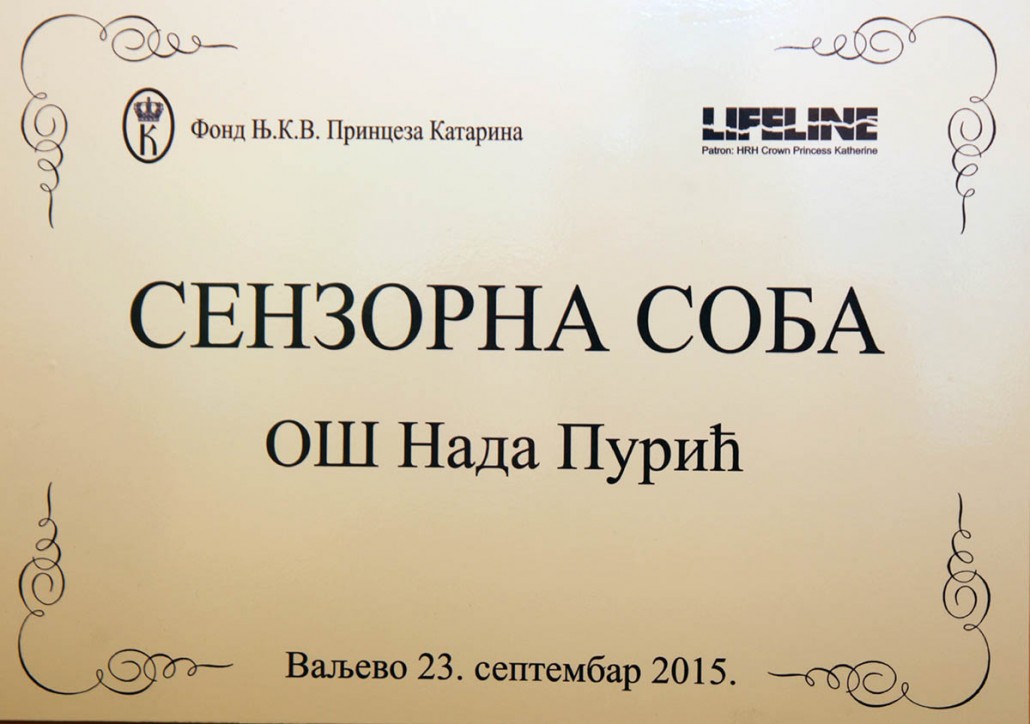 К
Фонд Њ.К.В. Принцеза Катарина
LIFELINE
Patron: HRH Crown Princess Katherine
СЕНЗОРНА СОБА
ОШ Нада Пурић
Ваљево 23. септембар 2015.